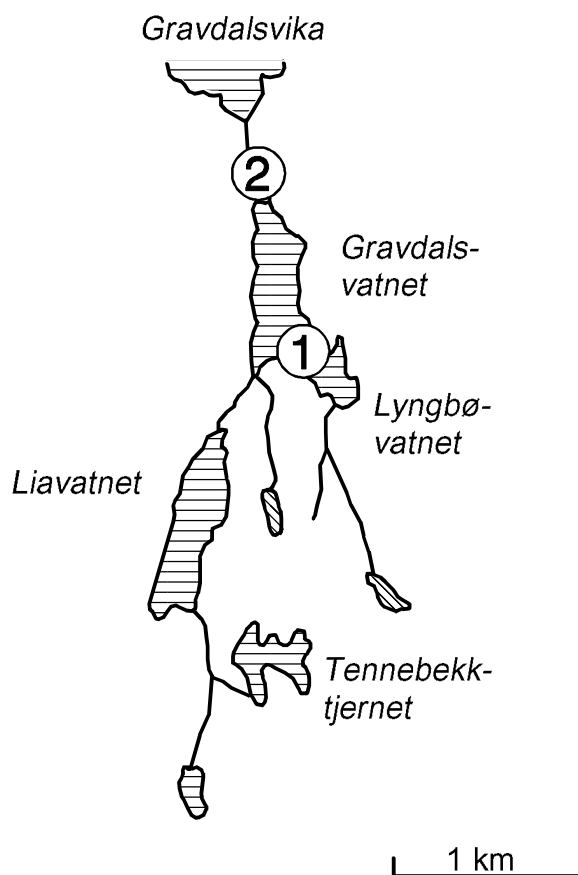 Gravdalsvika
2
Gravdals-
vatnet
1
Lyngbø-
vatnet
Liavatnet
Tennebekk-
tjernet
1 km